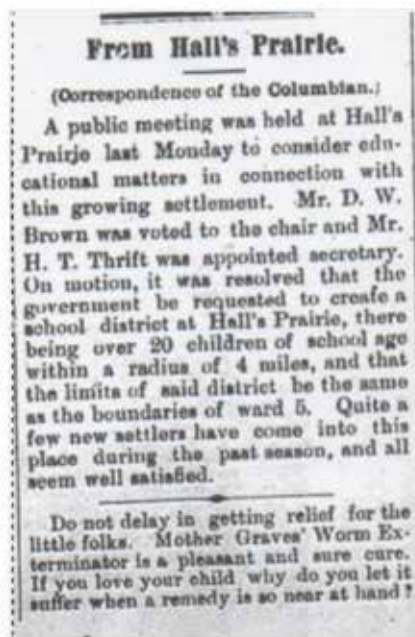 From Hall's Prairie.
(Correspondence of the Columbian.)
A public meeting was held at Hall's
Prairie last Monday to consider edu-
cational matters in connection with
this growing settlement. Mr. D. W.
Brown was voted to the chair and Mr.
H. T. Thrift was appointed secretary.
On motion, it was resolved that the
government be requested to create a
school district at Hall's Prairie, there
being over 20 children of school age
within a radius of 4 miles, and that
the limits of said district be the same
as the boundaries of ward 5. Quite a
few new settlers have come into this
place during the past season, and all
seem well satisfied.
Do not delay in getting relief for the
little folks. Mother Graves' Worm Ex-
terminator is a pleasant and sure cure.
If you love your child why do you let it
suffer when a remedy is so near at hand?